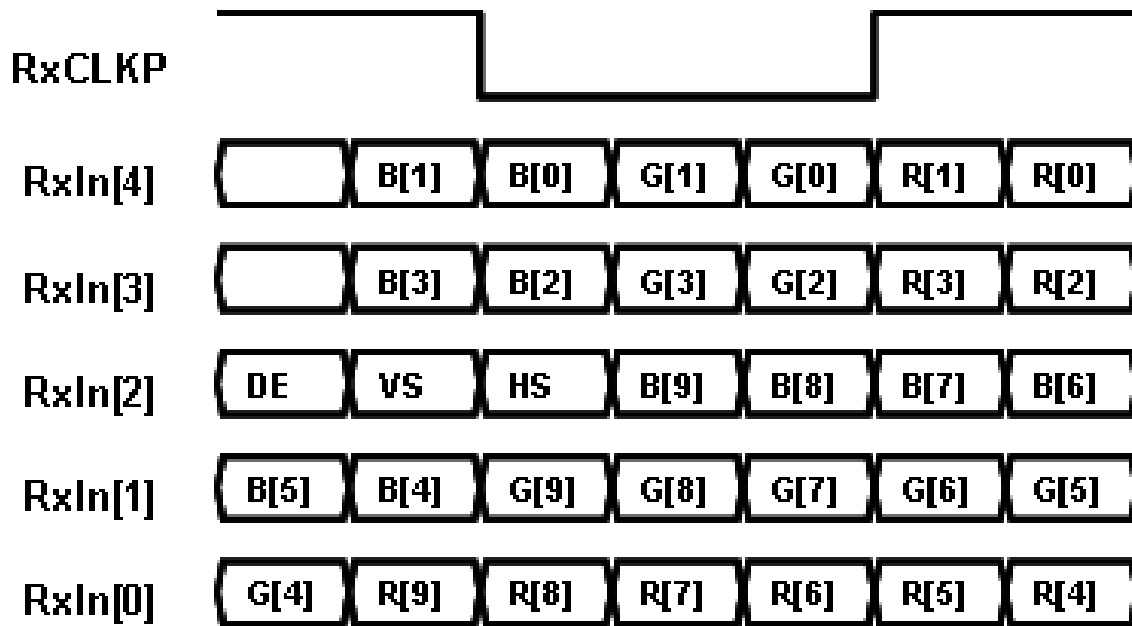 RxCLKP
RxIn[4] B[1] B[0] G[1] G[0] R[1] R[0]
RxIn[3] B[3] B[2] G[3] G[2] R[3] R[2]
RxIn[2] DE VS HS B[9] B[8] B[7] B[6]
RxIn[1] B[5] B[4] G[9] G[8] G[7] G[6] G[5]
RxIn[0] G[4] R[9] R[8] R[7] R[6] R[5] R[4]